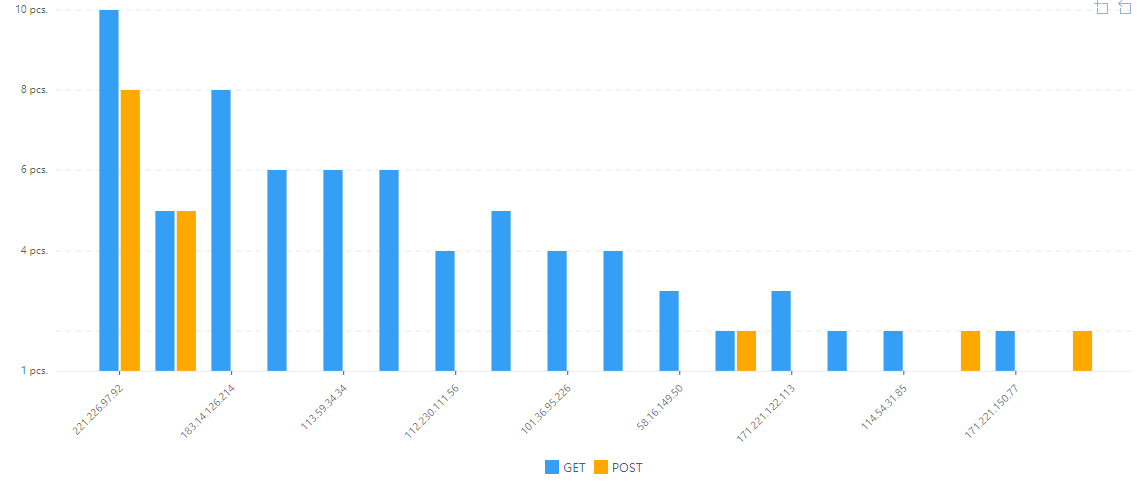 10 pcs.
8 pcs.
6 pcs.
4 pcs.
1 pcs.
221.226.97.92
183.14.126.214
113.59.34.34
112.230.111.56
101.36.95.226
58.16.149.50
171.221.122.113
114.54.31.85
171.221.150.77
GET POST